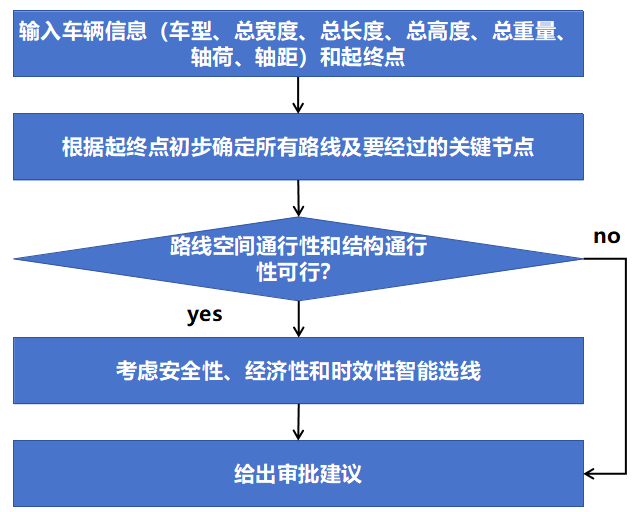 输入车辆信息（车型、总宽度、总长度、总高度、总重量、
轴荷、轴距）和起终点
根据起终点初步确定所有路线及要经过的关键节点
路线空间通行性和结构通行
性可行?
no
yes
考虑安全性、经济性和时效性智能选线
给出审批建议